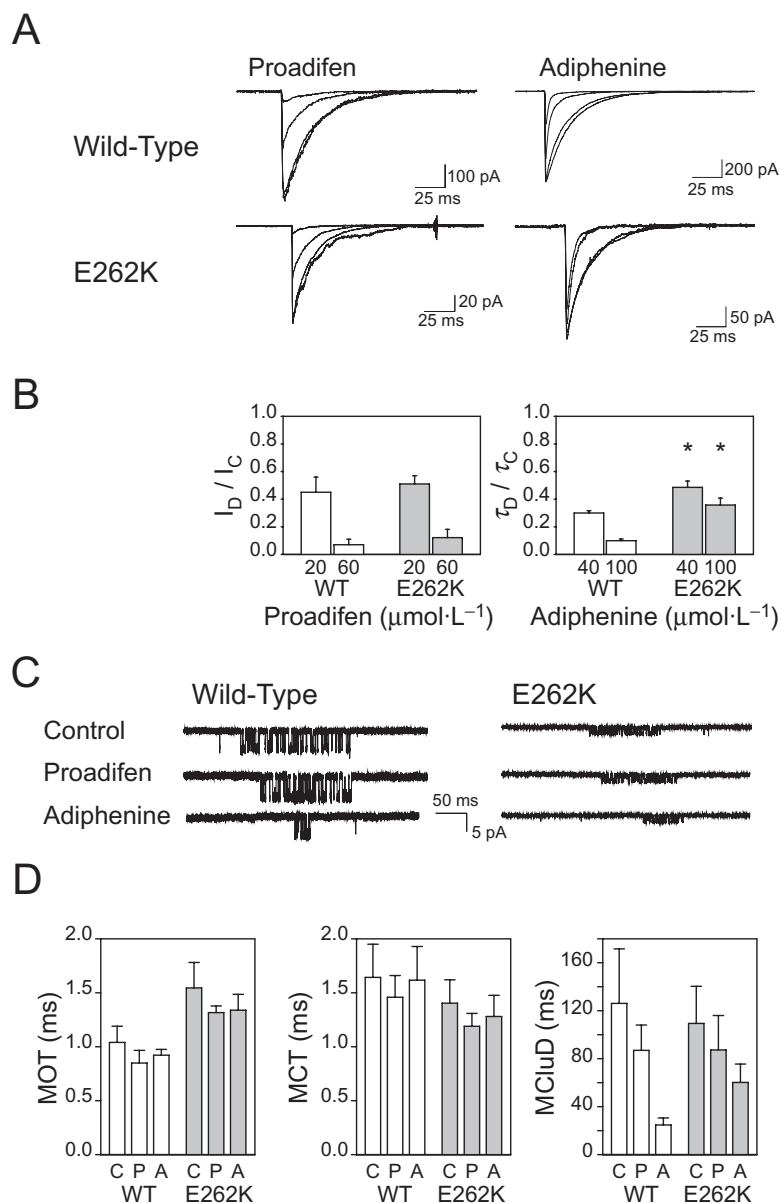 A
Proadifen
Adiphenine
Wild-Type
100 pA
25 ms
200 pA
25 ms
E262K
20 pA
25 ms
50 pA
25 ms
B
1.0
0.8
0.6
0.4
0.2
0.0
I_D / I_C
20 60 20 60
WT E262K
Proadifen (μmol·L⁻¹)
1.0
0.8
0.6
0.4
0.2
0.0
τ_D / τ_C
* *
40 100 40 100
WT E262K
Adiphenine (μmol·L⁻¹)
C
Wild-Type
E262K
Control
Proadifen
Adiphenine
50 ms
5 pA
D
2.0
1.5
1.0
0.5
0.0
MOT (ms)
C P A C P A
WT E262K
2.0
1.5
1.0
0.5
0.0
MCT (ms)
C P A C P A
WT E262K
160
120
80
40
0
MCluD (ms)
C P A C P A
WT E262K